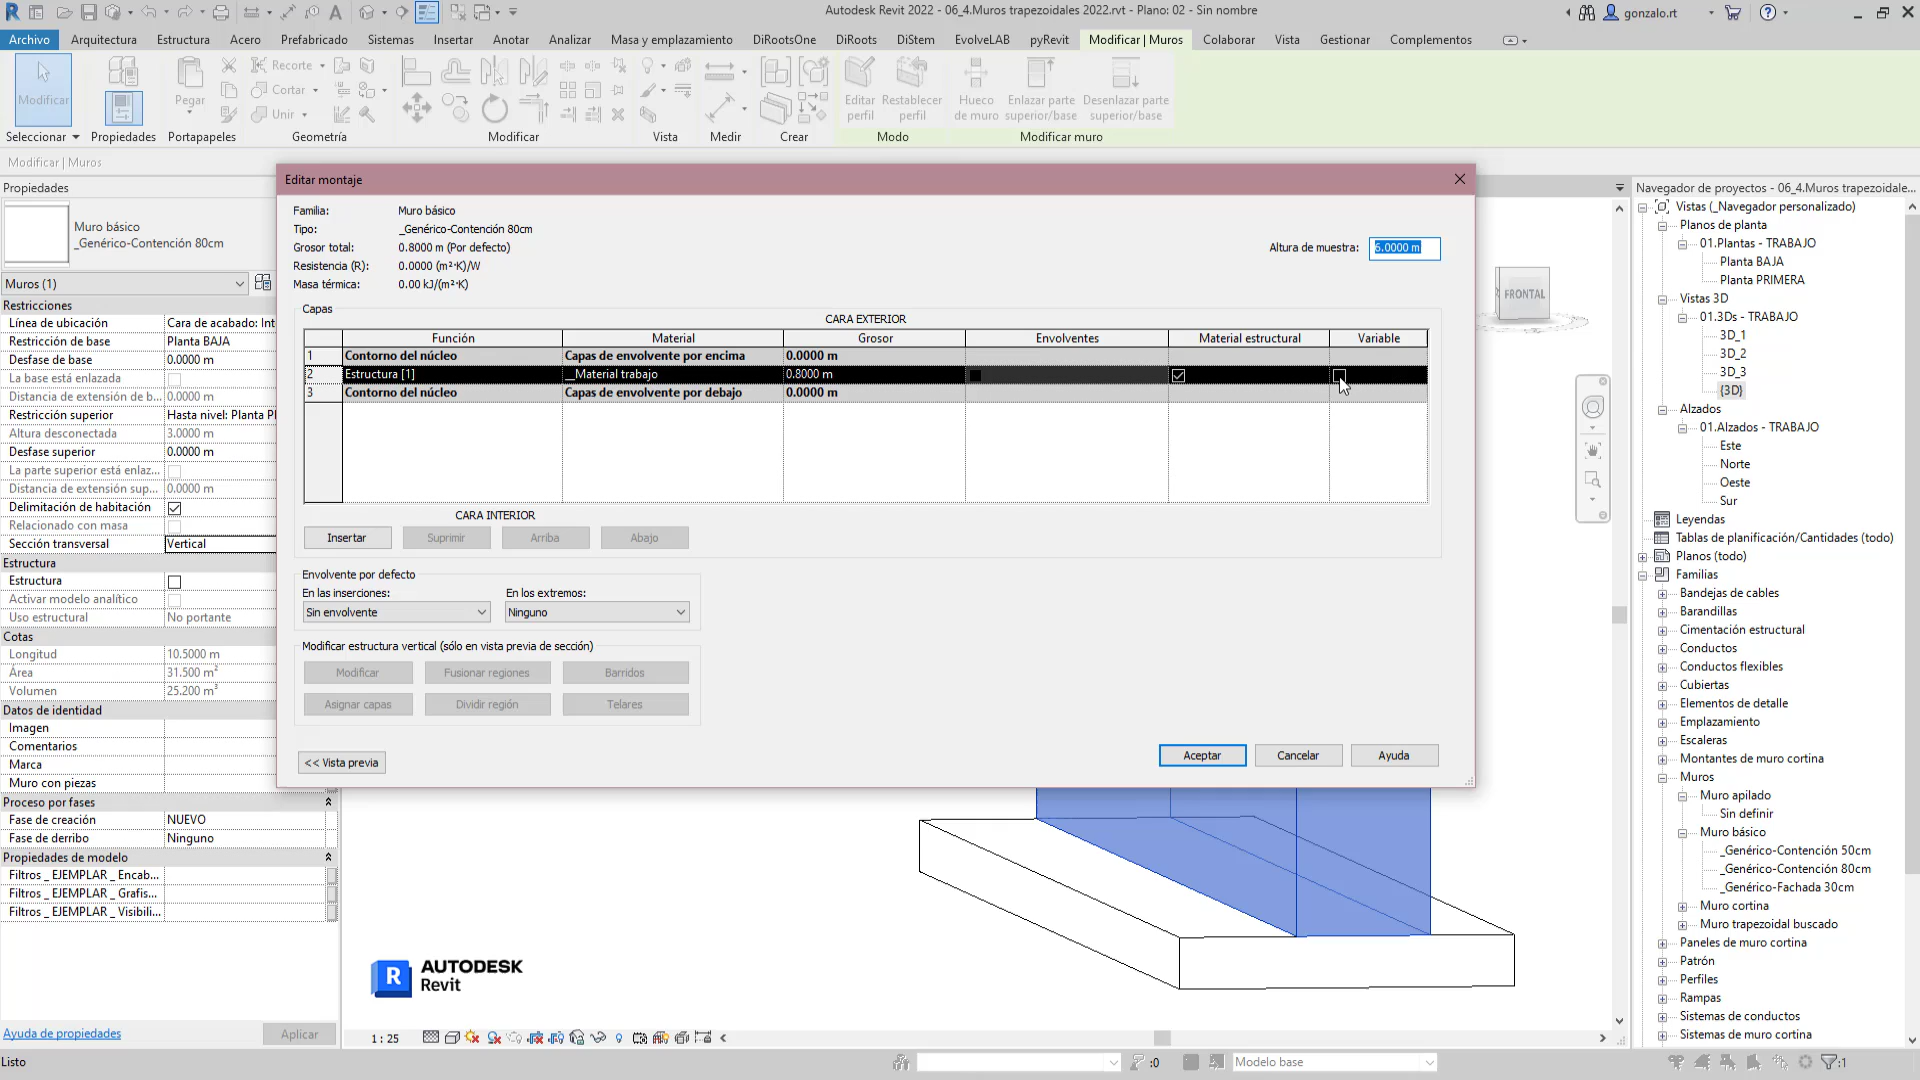 Autodesk Revit 2022 - 06_4.Muros trapezoidales 2022.rvt - Plano: 02 - Sin nombre
gonzalo.rt
Archivo Arquitectura Estructura Acero Prefabricado Sistemas Insertar Anotar Analizar Masa y emplazamiento DiRootsOne DiRoots DiStem EvolveLAB pyRevit Modificar | Muros Colaborar Vista Gestionar Complementos
Modificar
Pegar
Recorte
Cortar
Unir
Editar perfil
Restablecer perfil
Hueco de muro
Enlazar parte superior/base
Desenlazar parte superior/base
Seleccionar Propiedades Portapapeles Geometría Modificar Vista Medir Crear Modo Modificar muro
Modificar | Muros
Propiedades
Muro básico
_Genérico-Contención 80cm
Muros (1)
Restricciones
Línea de ubicación Cara de acabado: Int
Restricción de base Planta BAJA
Desfase de base 0.0000 m
La base está enlazada
Distancia de extensión de b... 0.0000 m
Restricción superior Hasta nivel: Planta PI
Altura desconectada 3.0000 m
Desfase superior 0.0000 m
La parte superior está enlaz...
Distancia de extensión sup... 0.0000 m
Delimitación de habitación
Relacionado con masa
Sección transversal Vertical
Estructura
Estructura
Activar modelo analítico
Uso estructural No portante
Cotas
Longitud 10.5000 m
Área 31.500 m²
Volumen 25.200 m³
Datos de identidad
Imagen
Comentarios
Marca
Muro con piezas
Proceso por fases
Fase de creación NUEVO
Fase de derribo Ninguno
Propiedades de modelo
Filtros _ EJEMPLAR _ Encab...
Filtros _ EJEMPLAR _ Grafis...
Filtros _ EJEMPLAR _ Visibili...
Ayuda de propiedades Aplicar
Listo
Editar montaje
Familia: Muro básico
Tipo: _Genérico-Contención 80cm
Grosor total: 0.8000 m (Por defecto)
Resistencia (R): 0.0000 (m²·K)/W
Masa térmica: 0.00 kJ/(m²·K)
Altura de muestra: 6.0000 m
Capas
CARA EXTERIOR
Función Material Grosor Envolventes Material estructural Variable
1 Contorno del núcleo Capas de envolvente por encima 0.0000 m
2 Estructura [1] __Material trabajo 0.8000 m
3 Contorno del núcleo Capas de envolvente por debajo 0.0000 m
CARA INTERIOR
Insertar Suprimir Arriba Abajo
Envolvente por defecto
En las inserciones: En los extremos:
Sin envolvente Ninguno
Modificar estructura vertical (sólo en vista previa de sección)
Modificar Fusionar regiones Barridos
Asignar capas Dividir región Telares
<< Vista previa
Aceptar Cancelar Ayuda
FRONTAL
AUTODESK
Revit
R
1 : 25
:0
Modelo base
:1
Navegador de proyectos - 06_4.Muros trapezoidale...
Vistas (_Navegador personalizado)
Planos de planta
01.Plantas - TRABAJO
Planta BAJA
Planta PRIMERA
Vistas 3D
01.3Ds - TRABAJO
3D_1
3D_2
3D_3
{3D}
Alzados
01.Alzados - TRABAJO
Este
Norte
Oeste
Sur
Leyendas
Tablas de planificación/Cantidades (todo)
Planos (todo)
Familias
Bandejas de cables
Barandillas
Cimentación estructural
Conductos
Conductos flexibles
Cubiertas
Elementos de detalle
Emplazamiento
Escaleras
Montantes de muro cortina
Muros
Muro apilado
Sin definir
Muro básico
_Genérico-Contención 50cm
_Genérico-Contención 80cm
_Genérico-Fachada 30cm
Muro cortina
Muro trapezoidal buscado
Paneles de muro cortina
Patrón
Perfiles
Rampas
Sistemas de conductos
Sistemas de muro cortina